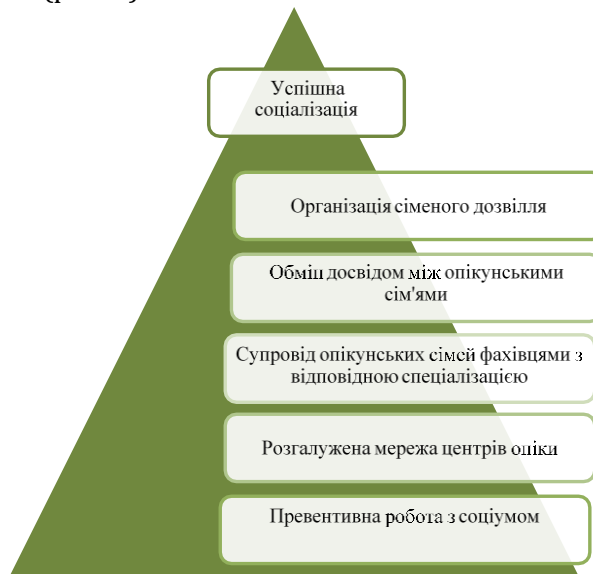 Успішна
соціалізація
Організація сіменого дозвілля
Обмін досвідом між опікунськими
сім'ями
Супровід опікунських сімей фахівцями з
відповідною спеціалізацією
Розгалужена мережа центрів опіки
Превентивна робота з соціумом